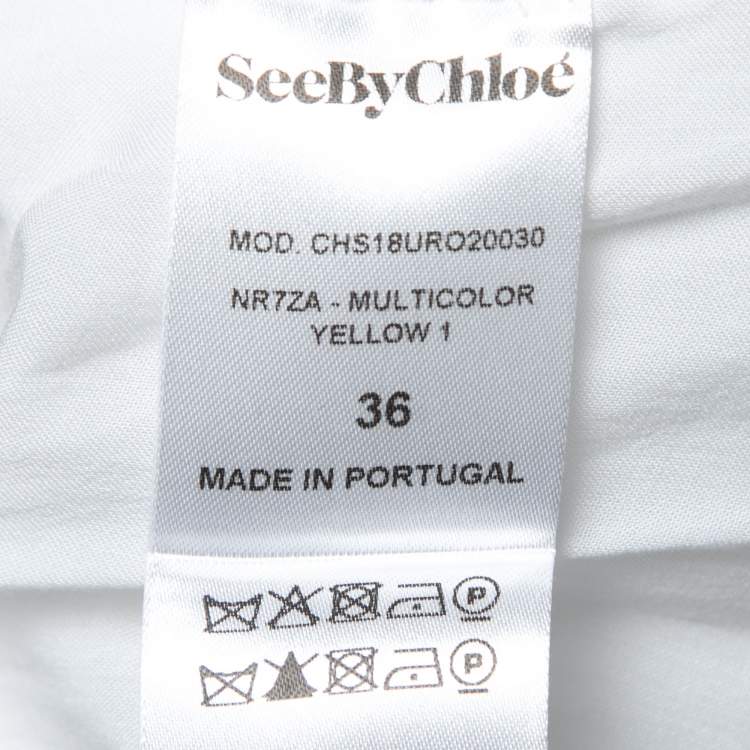 SeeByChloé
MOD. CHS18URO20030
NR7ZA - MULTICOLOR
YELLOW 1
36
MADE IN PORTUGAL
P
P